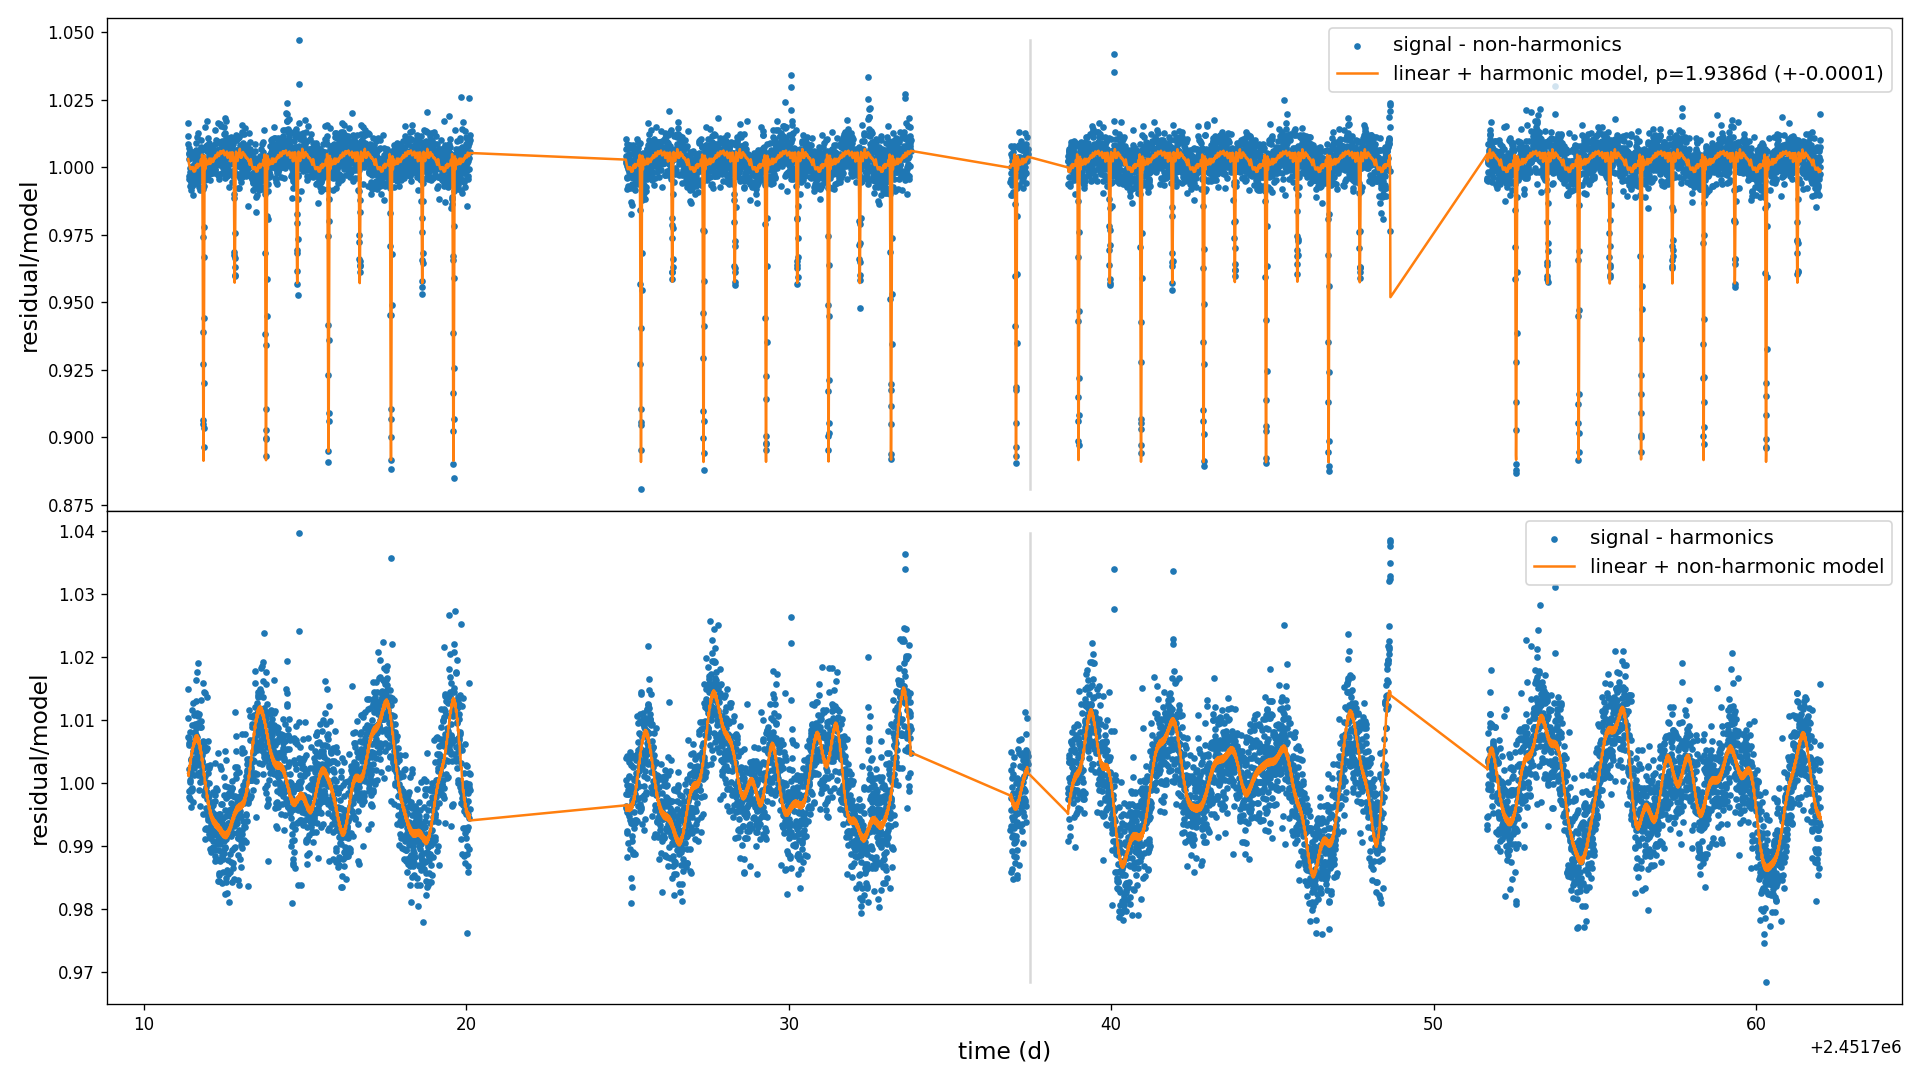 1.050
1.025
1.000
0.975
0.950
0.925
0.900
0.875
residual/model
signal - non-harmonics
linear + harmonic model, p=1.9386d (+-0.0001)
1.04
1.03
1.02
1.01
1.00
0.99
0.98
0.97
residual/model
signal - harmonics
linear + non-harmonic model
10
20
30
40
50
60
time (d)
+2.4517e6